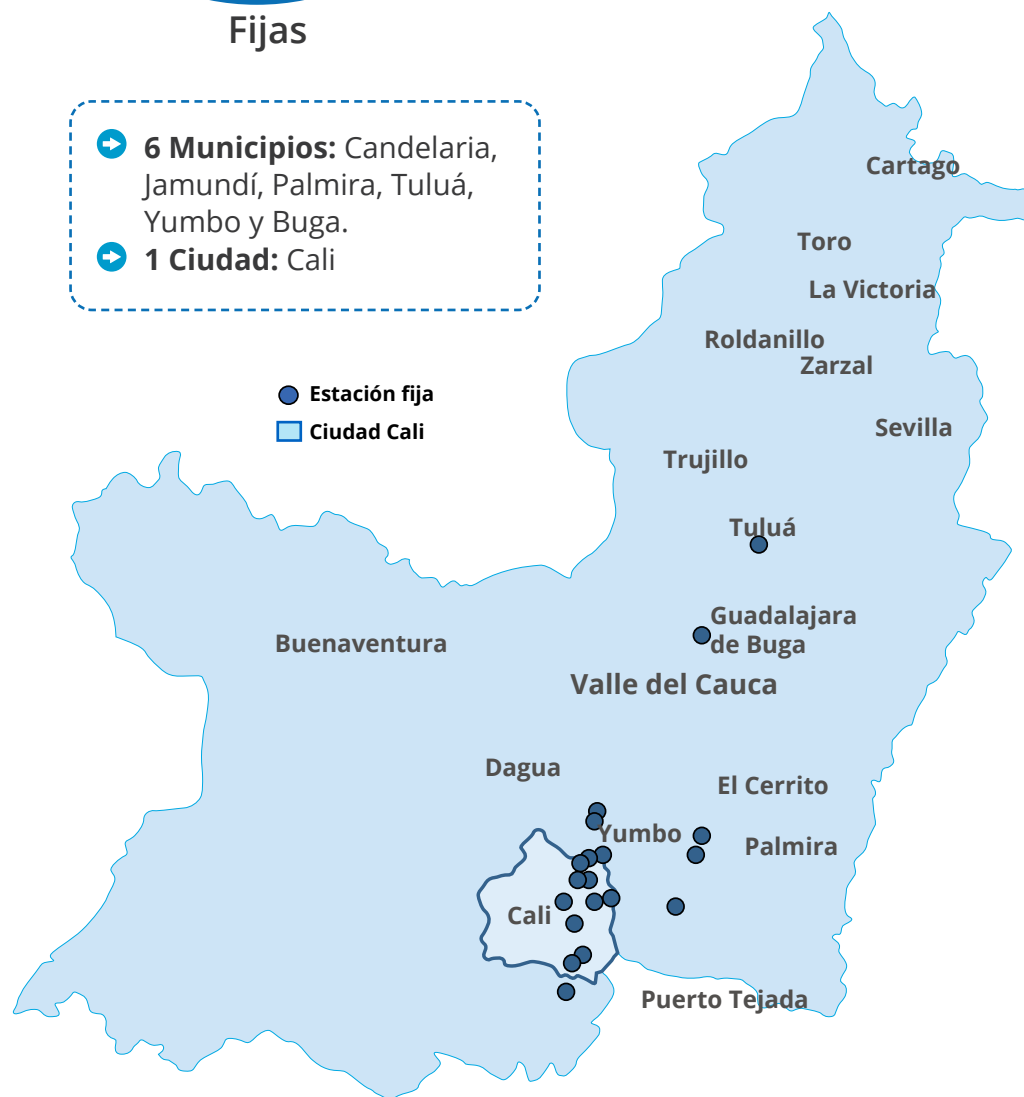 Fijas
6 Municipios: Candelaria,
Jamundí, Palmira, Tuluá,
Yumbo y Buga.
1 Ciudad: Cali
Estación fija
Ciudad Cali
Cartago
Toro
La Victoria
Roldanillo
Zarzal
Sevilla
Trujillo
Tuluá
Guadalajara
de Buga
Buenaventura
Valle del Cauca
Dagua
El Cerrito
Yumbo
Palmira
Cali
Puerto Tejada